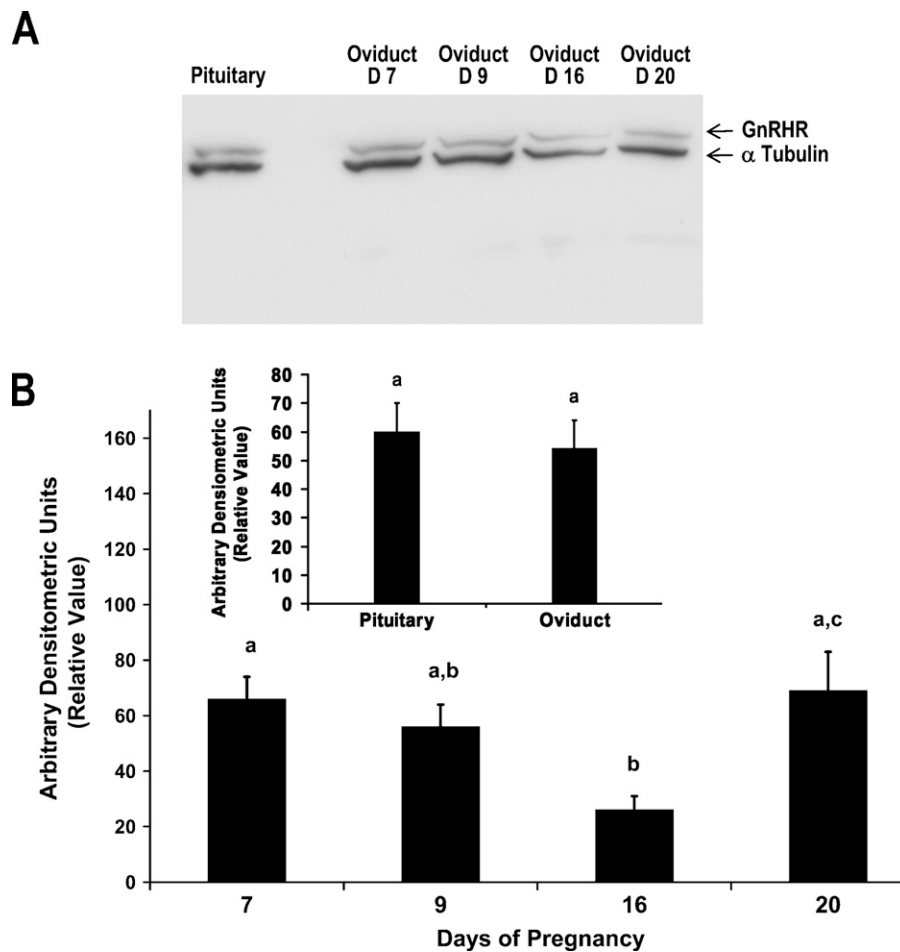 A
Pituitary
Oviduct D 7
Oviduct D 9
Oviduct D 16
Oviduct D 20
GnRHR
α Tubulin
B
Arbitrary Densitometric Units
(Relative Value)
160
140
120
100
80
60
40
20
0
Arbitrary Densiometric Units
(Relative Value)
80
70
60
50
40
30
20
10
0
a
a
Pituitary
Oviduct
a
a,b
b
a,c
7
9
16
20
Days of Pregnancy